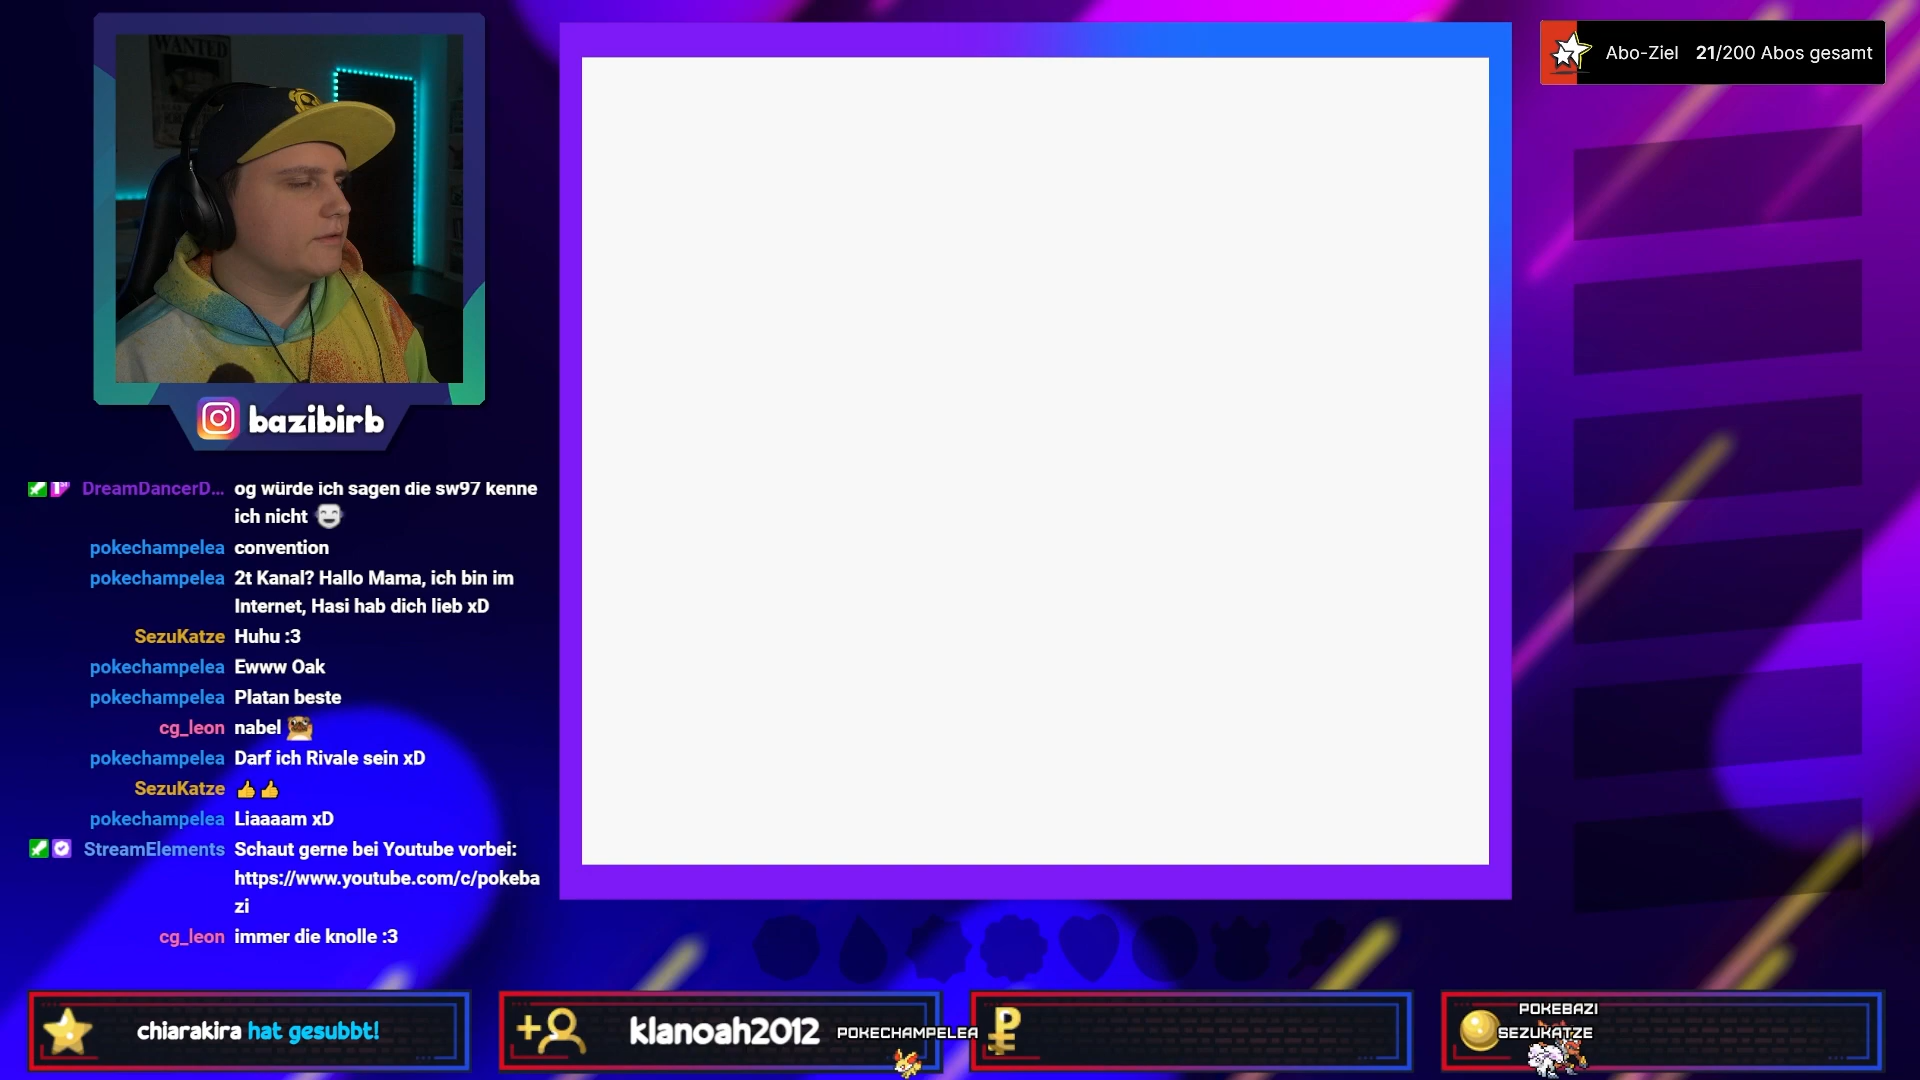 WANTED
Abo-Ziel 21/200 Abos gesamt
bazibirb
DreamDancerD... og würde ich sagen die sw97 kenne
ich nicht
pokechampelea convention
pokechampelea 2t Kanal? Hallo Mama, ich bin im
Internet, Hasi hab dich lieb xD
SezuKatze Huhu :3
pokechampelea Ewww Oak
pokechampelea Platan beste
cg_leon nabel
pokechampelea Darf ich Rivale sein xD
SezuKatze 👍👍
pokechampelea Liaaaam xD
StreamElements Schaut gerne bei Youtube vorbei:
https://www.youtube.com/c/pokeba
zi
cg_leon immer die knolle :3
chiarakira hat gesubbt!
klanoah2012
POKECHAMPELEA
POKEBAZI
SEZUKATZE